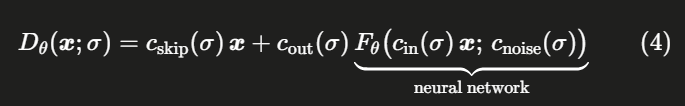 D_θ(x; σ) = c_skip(σ) x + c_out(σ) F_θ(c_in(σ) x; c_noise(σ)) (4)
neural network